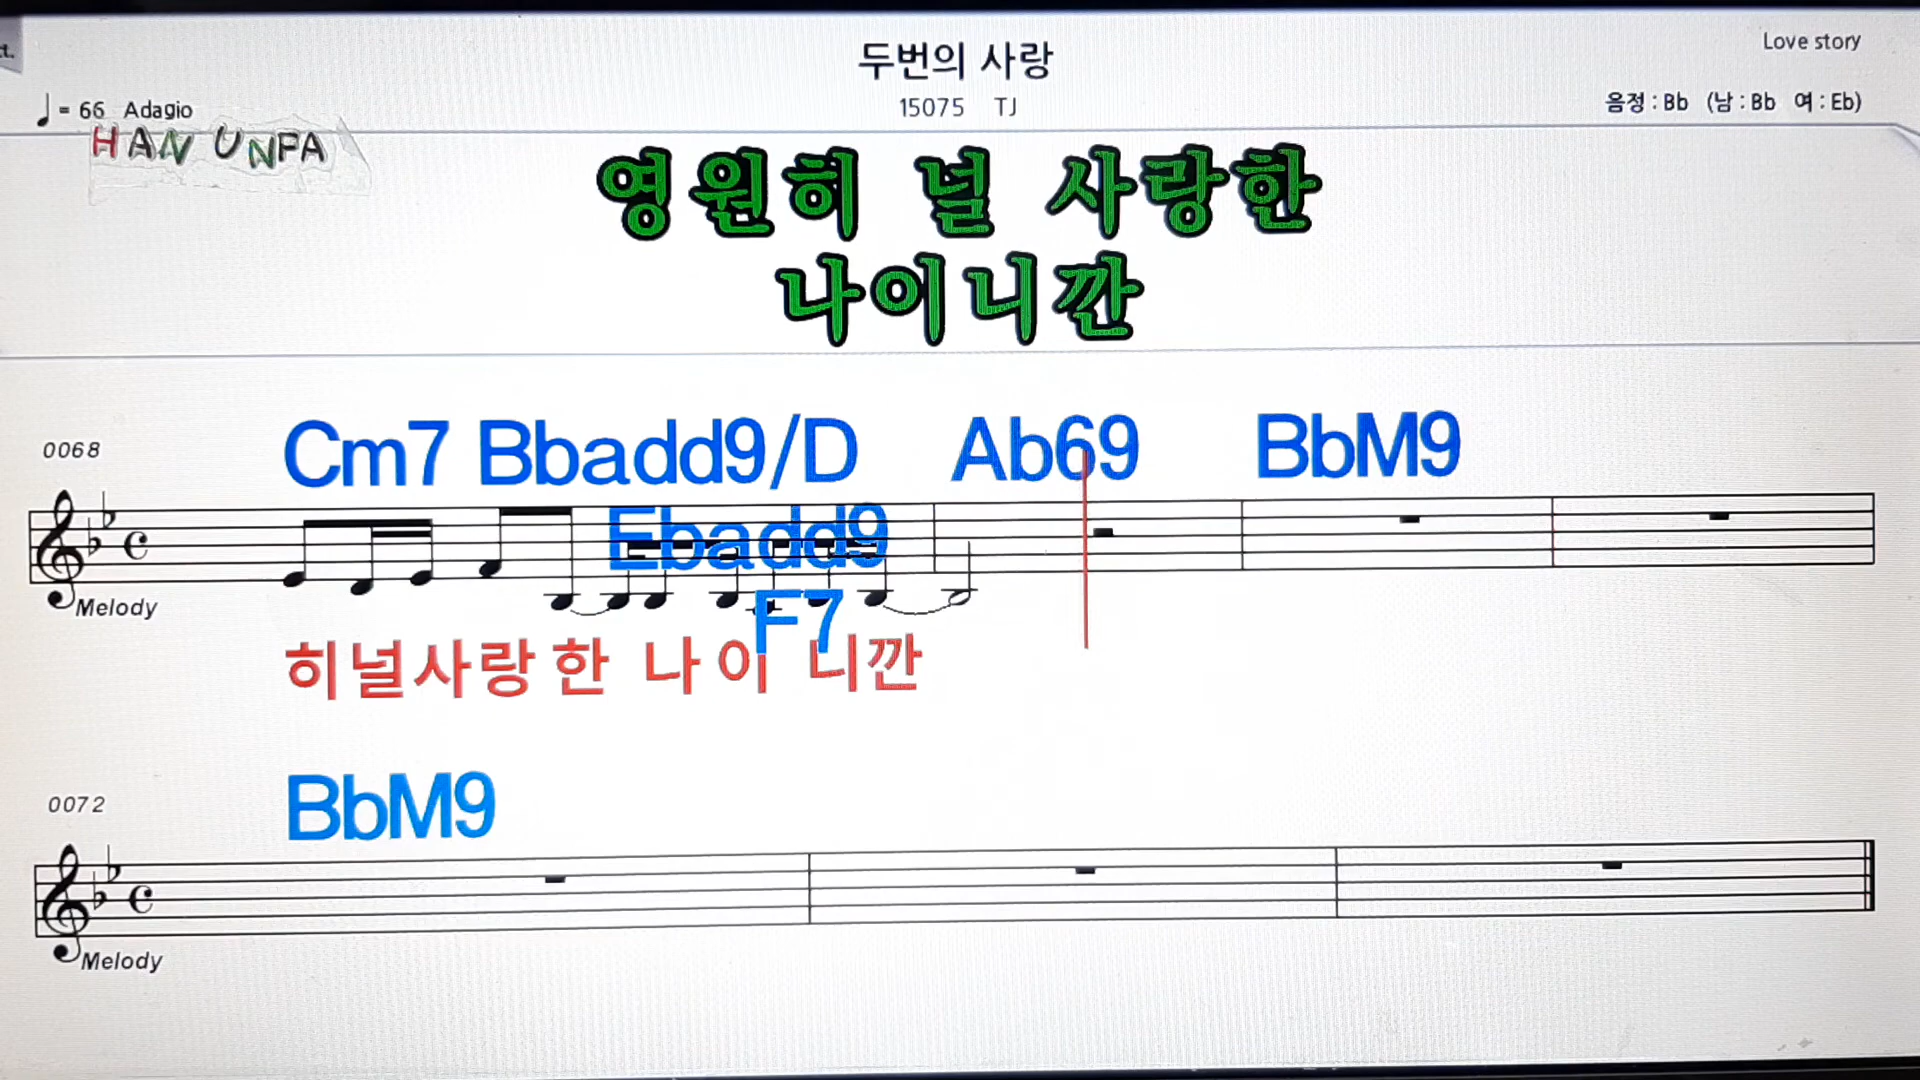 ct.
두번의 사랑
Love story
♩ = 66 Adagio
15075 TJ
음정 : Bb (남 : Bb 여 : Eb)
HAN UNPA
영원히 널 사랑한
나이니깐
0068
Cm7 Bbadd9/D Ab69 BbM9
Ebadd9
F7
Melody
히널사랑한 나이 니깐
0072
BbM9
Melody